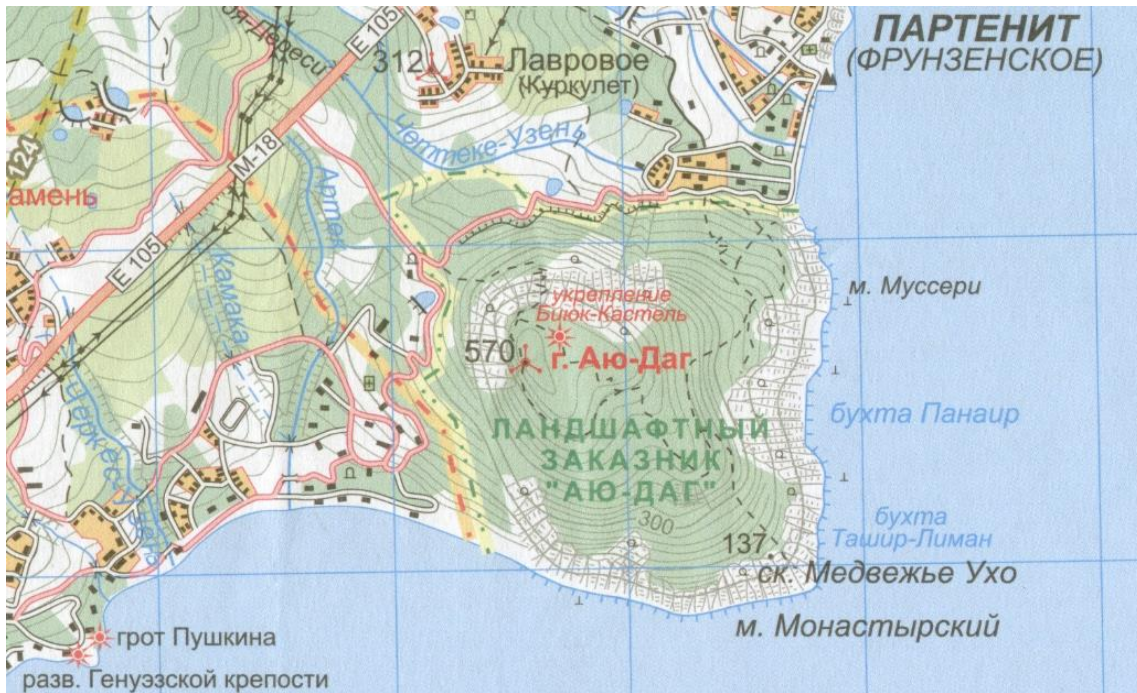 ПАРТЕНИТ
(ФРУНЗЕНСКОЕ)
Е 105
312
Лавровое
(Куркулет)
Четтеке-Узень
124
М-18
амень
Артек
Е 105
Камака
м. Муссери
укрепление
Биюк-Кастель
570
г. Аю-Даг
бухта Панаир
ЛАНДШАФТНЫЙ
ЗАКАЗНИК
"АЮ-ДАГ"
300
бухта
Ташир-Лиман
137
ск. Медвежье Ухо
м. Монастырский
грот Пушкина
разв. Генуэзской крепости